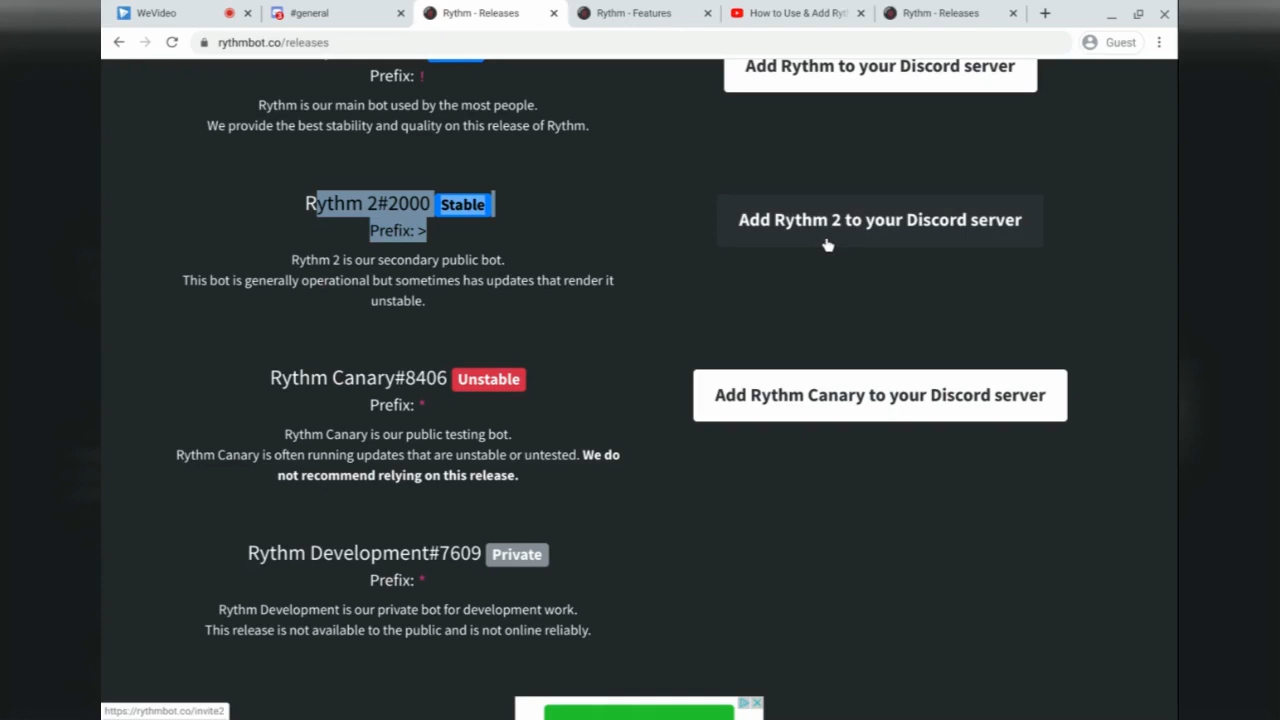 WeVideo
#general
Rythm - Releases
Rythm - Features
How to Use & Add Ryt
Rythm - Releases
rythmbot.co/releases
Guest
Prefix: !
Add Rythm to your Discord server
Rythm is our main bot used by the most people.
We provide the best stability and quality on this release of Rythm.
Rythm 2#2000 Stable
Prefix: >
Add Rythm 2 to your Discord server
Rythm 2 is our secondary public bot.
This bot is generally operational but sometimes has updates that render it
unstable.
Rythm Canary#8406 Unstable
Prefix: *
Add Rythm Canary to your Discord server
Rythm Canary is our public testing bot.
Rythm Canary is often running updates that are unstable or untested. We do
not recommend relying on this release.
Rythm Development#7609 Private
Prefix: *
Rythm Development is our private bot for development work.
This release is not available to the public and is not online reliably.
https://rythmbot.co/invite2